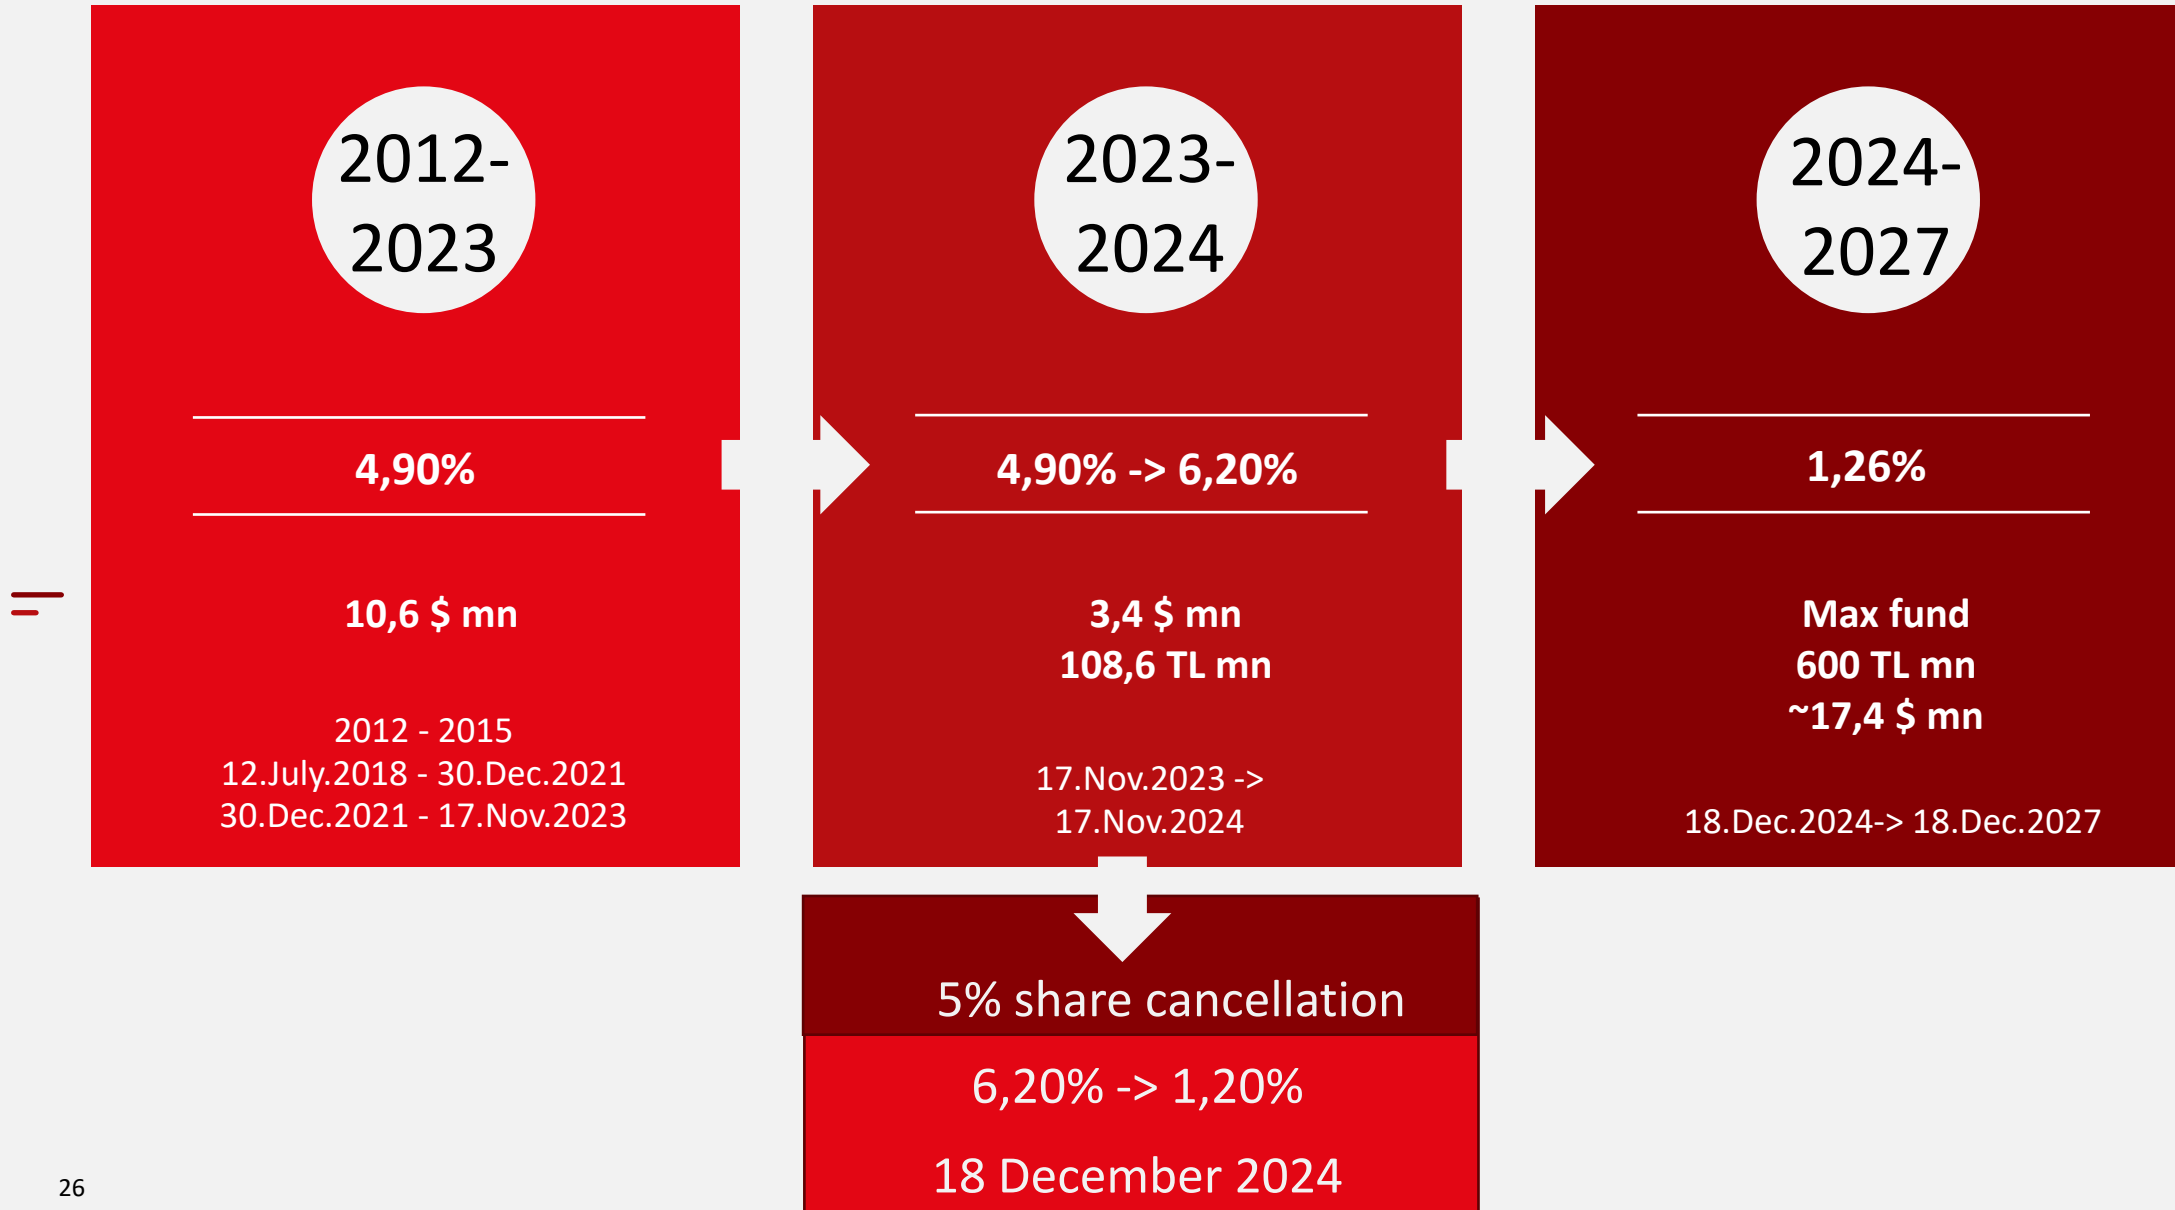 2012-
2023
4,90%
10,6 $ mn
2012 - 2015
12.July.2018 - 30.Dec.2021
30.Dec.2021 - 17.Nov.2023
2023-
2024
4,90% -> 6,20%
3,4 $ mn
108,6 TL mn
17.Nov.2023 ->
17.Nov.2024
5% share cancellation
6,20% -> 1,20%
18 December 2024
2024-
2027
1,26%
Max fund
600 TL mn
~17,4 $ mn
18.Dec.2024-> 18.Dec.2027
26